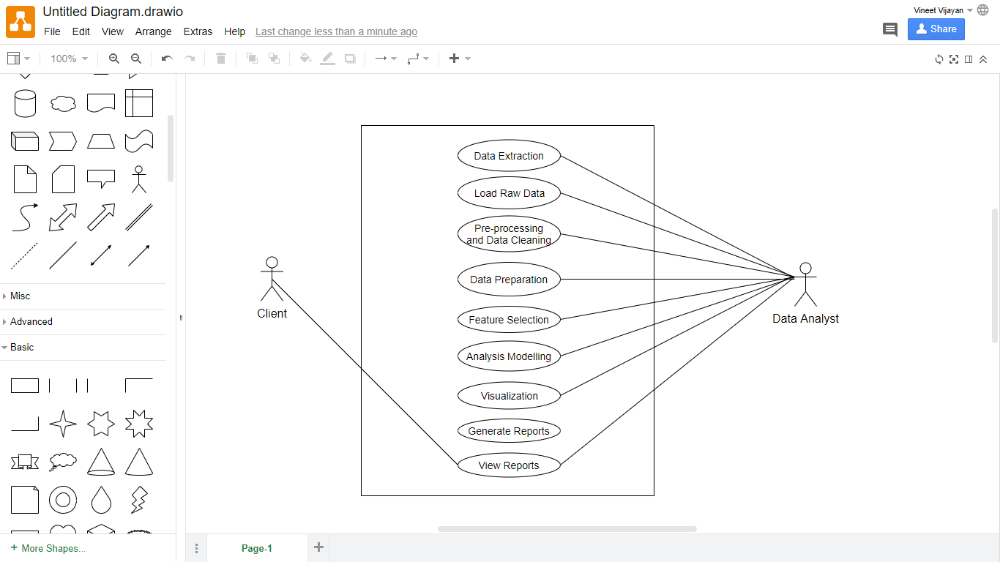 Untitled Diagram.drawio
Vineet Vijayan
File Edit View Arrange Extras Help Last change less than a minute ago
Share
100%
Data Extraction
Load Raw Data
Pre-processing
and Data Cleaning
Data Preparation
Feature Selection
Analysis Modelling
Visualization
Generate Reports
View Reports
Client
Data Analyst
Misc
Advanced
Basic
+ More Shapes...
Page-1